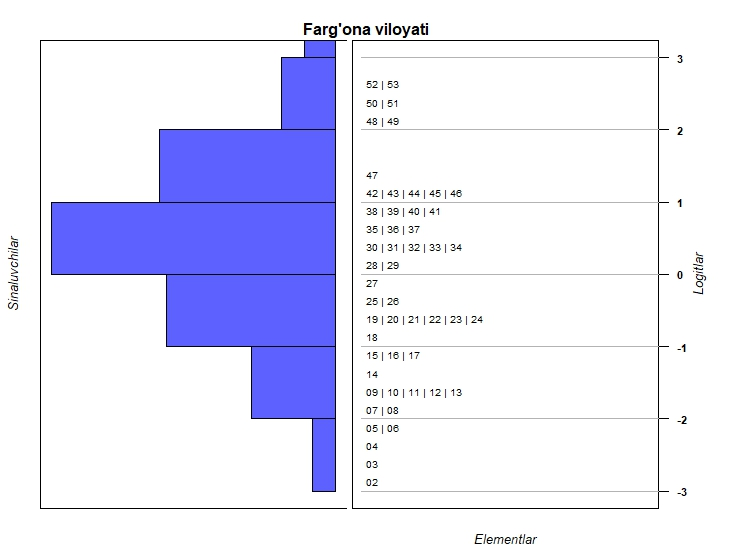 Farg'ona viloyati
3
52 | 53
50 | 51
48 | 49
2
47
42 | 43 | 44 | 45 | 46
1
38 | 39 | 40 | 41
35 | 36 | 37
30 | 31 | 32 | 33 | 34
28 | 29
0
27
25 | 26
19 | 20 | 21 | 22 | 23 | 24
18
-1
15 | 16 | 17
14
09 | 10 | 11 | 12 | 13
07 | 08
-2
05 | 06
04
03
02
-3
Sinaluvchilar
Logitlar
Elementlar